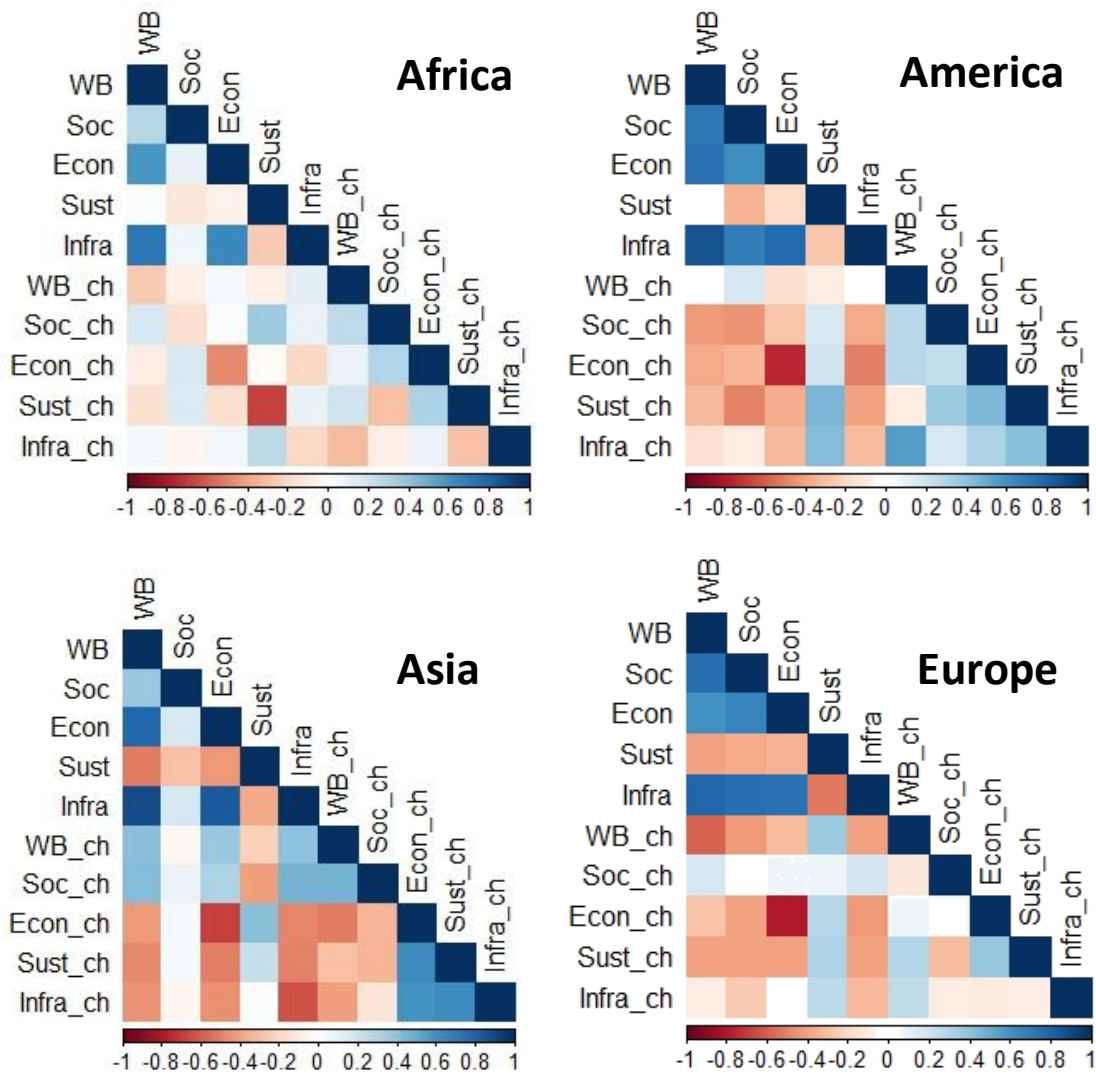 Africa
WB
Soc
Econ
Sust
Infra
WB_ch
Soc_ch
Econ_ch
Sust_ch
Infra_ch
WB
Soc
Econ
Sust
Infra
WB_ch
Soc_ch
Econ_ch
Sust_ch
Infra_ch
-1 -0.8 -0.6 -0.4 -0.2 0 0.2 0.4 0.6 0.8 1
America
WB
Soc
Econ
Sust
Infra
WB_ch
Soc_ch
Econ_ch
Sust_ch
Infra_ch
WB
Soc
Econ
Sust
Infra
WB_ch
Soc_ch
Econ_ch
Sust_ch
Infra_ch
-1 -0.8 -0.6 -0.4 -0.2 0 0.2 0.4 0.6 0.8 1
Asia
WB
Soc
Econ
Sust
Infra
WB_ch
Soc_ch
Econ_ch
Sust_ch
Infra_ch
WB
Soc
Econ
Sust
Infra
WB_ch
Soc_ch
Econ_ch
Sust_ch
Infra_ch
-1 -0.8 -0.6 -0.4 -0.2 0 0.2 0.4 0.6 0.8 1
Europe
WB
Soc
Econ
Sust
Infra
WB_ch
Soc_ch
Econ_ch
Sust_ch
Infra_ch
WB
Soc
Econ
Sust
Infra
WB_ch
Soc_ch
Econ_ch
Sust_ch
Infra_ch
-1 -0.8 -0.6 -0.4 -0.2 0 0.2 0.4 0.6 0.8 1